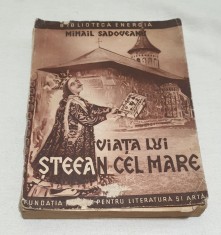 BIBLIOTECA ENERGIA
MIHAIL SADOVEANU
VIAȚA LUI
ȘTEFAN CEL MARE
FUNDAȚIA PENTRU LITERATURĂ ȘI ARTĂ